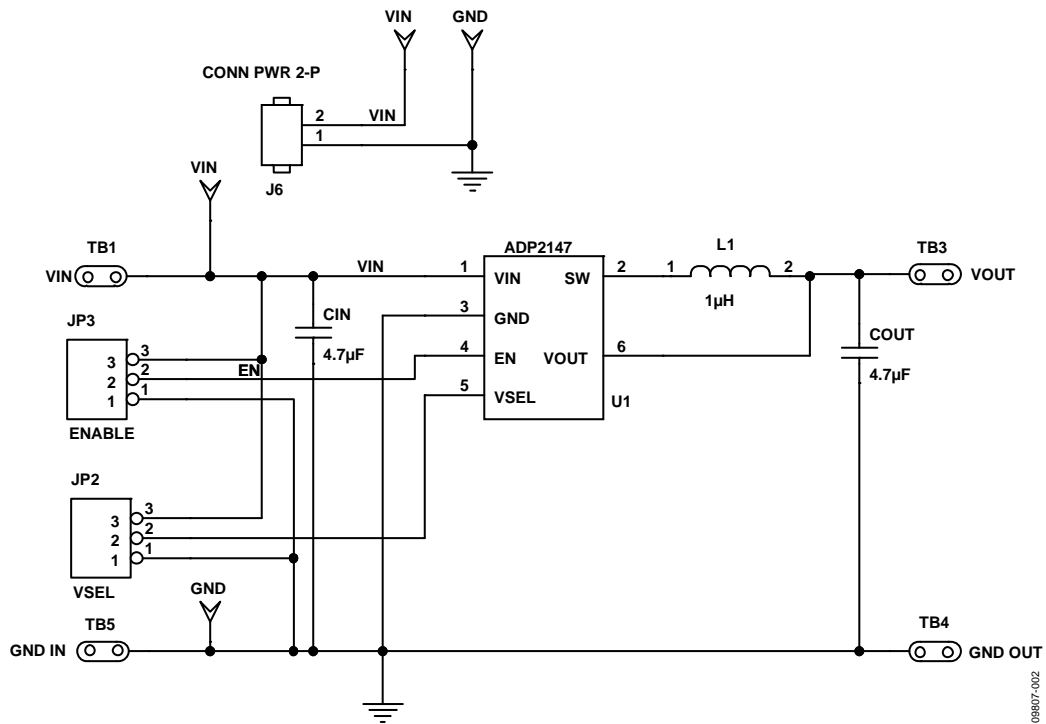 VIN GND
CONN PWR 2-P
2 VIN
1
J6
VIN
ADP2147
L1
TB1
TB3
VIN
VIN
1 VIN SW 2
1 2
VOUT
1µH
3 GND
CIN
4.7µF
COUT
4.7µF
JP3
3 3
2 2
1 1
EN
ENABLE
4 EN VOUT 6
5 VSEL
U1
JP2
3 3
2 2
1 1
VSEL
GND
TB5
TB4
GND IN
GND OUT
09807-002